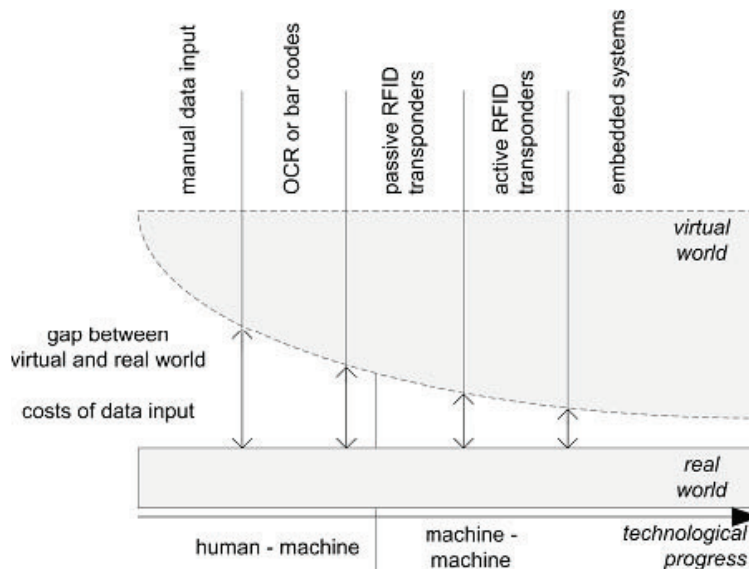 manual data input
OCR or bar codes
passive RFID
transponders
active RFID
transponders
embedded systems
virtual
world
gap between
virtual and real world
costs of data input
real
world
human - machine
machine -
machine
technological
progress